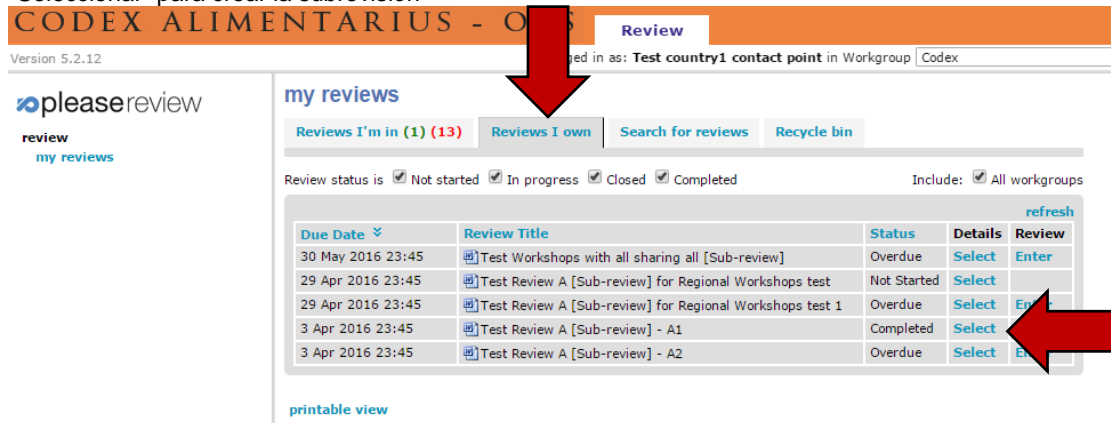 "Seleccionar" para crear la subrevisión
CODEX ALIMENTARIUS - O S Review
Version 5.2.12 ged in as: Test country1 contact point in Workgroup Codex
pleasereview
review
my reviews
my reviews
Reviews I'm in (1) (13) Reviews I own Search for reviews Recycle bin
Review status is Not started In progress Closed Completed Include: All workgroups
refresh
Due Date Review Title Status Details Review
30 May 2016 23:45 Test Workshops with all sharing all [Sub-review] Overdue Select Enter
29 Apr 2016 23:45 Test Review A [Sub-review] for Regional Workshops test Not Started Select
29 Apr 2016 23:45 Test Review A [Sub-review] for Regional Workshops test 1 Overdue Select Enter
3 Apr 2016 23:45 Test Review A [Sub-review] - A1 Completed Select
3 Apr 2016 23:45 Test Review A [Sub-review] - A2 Overdue Select
printable view